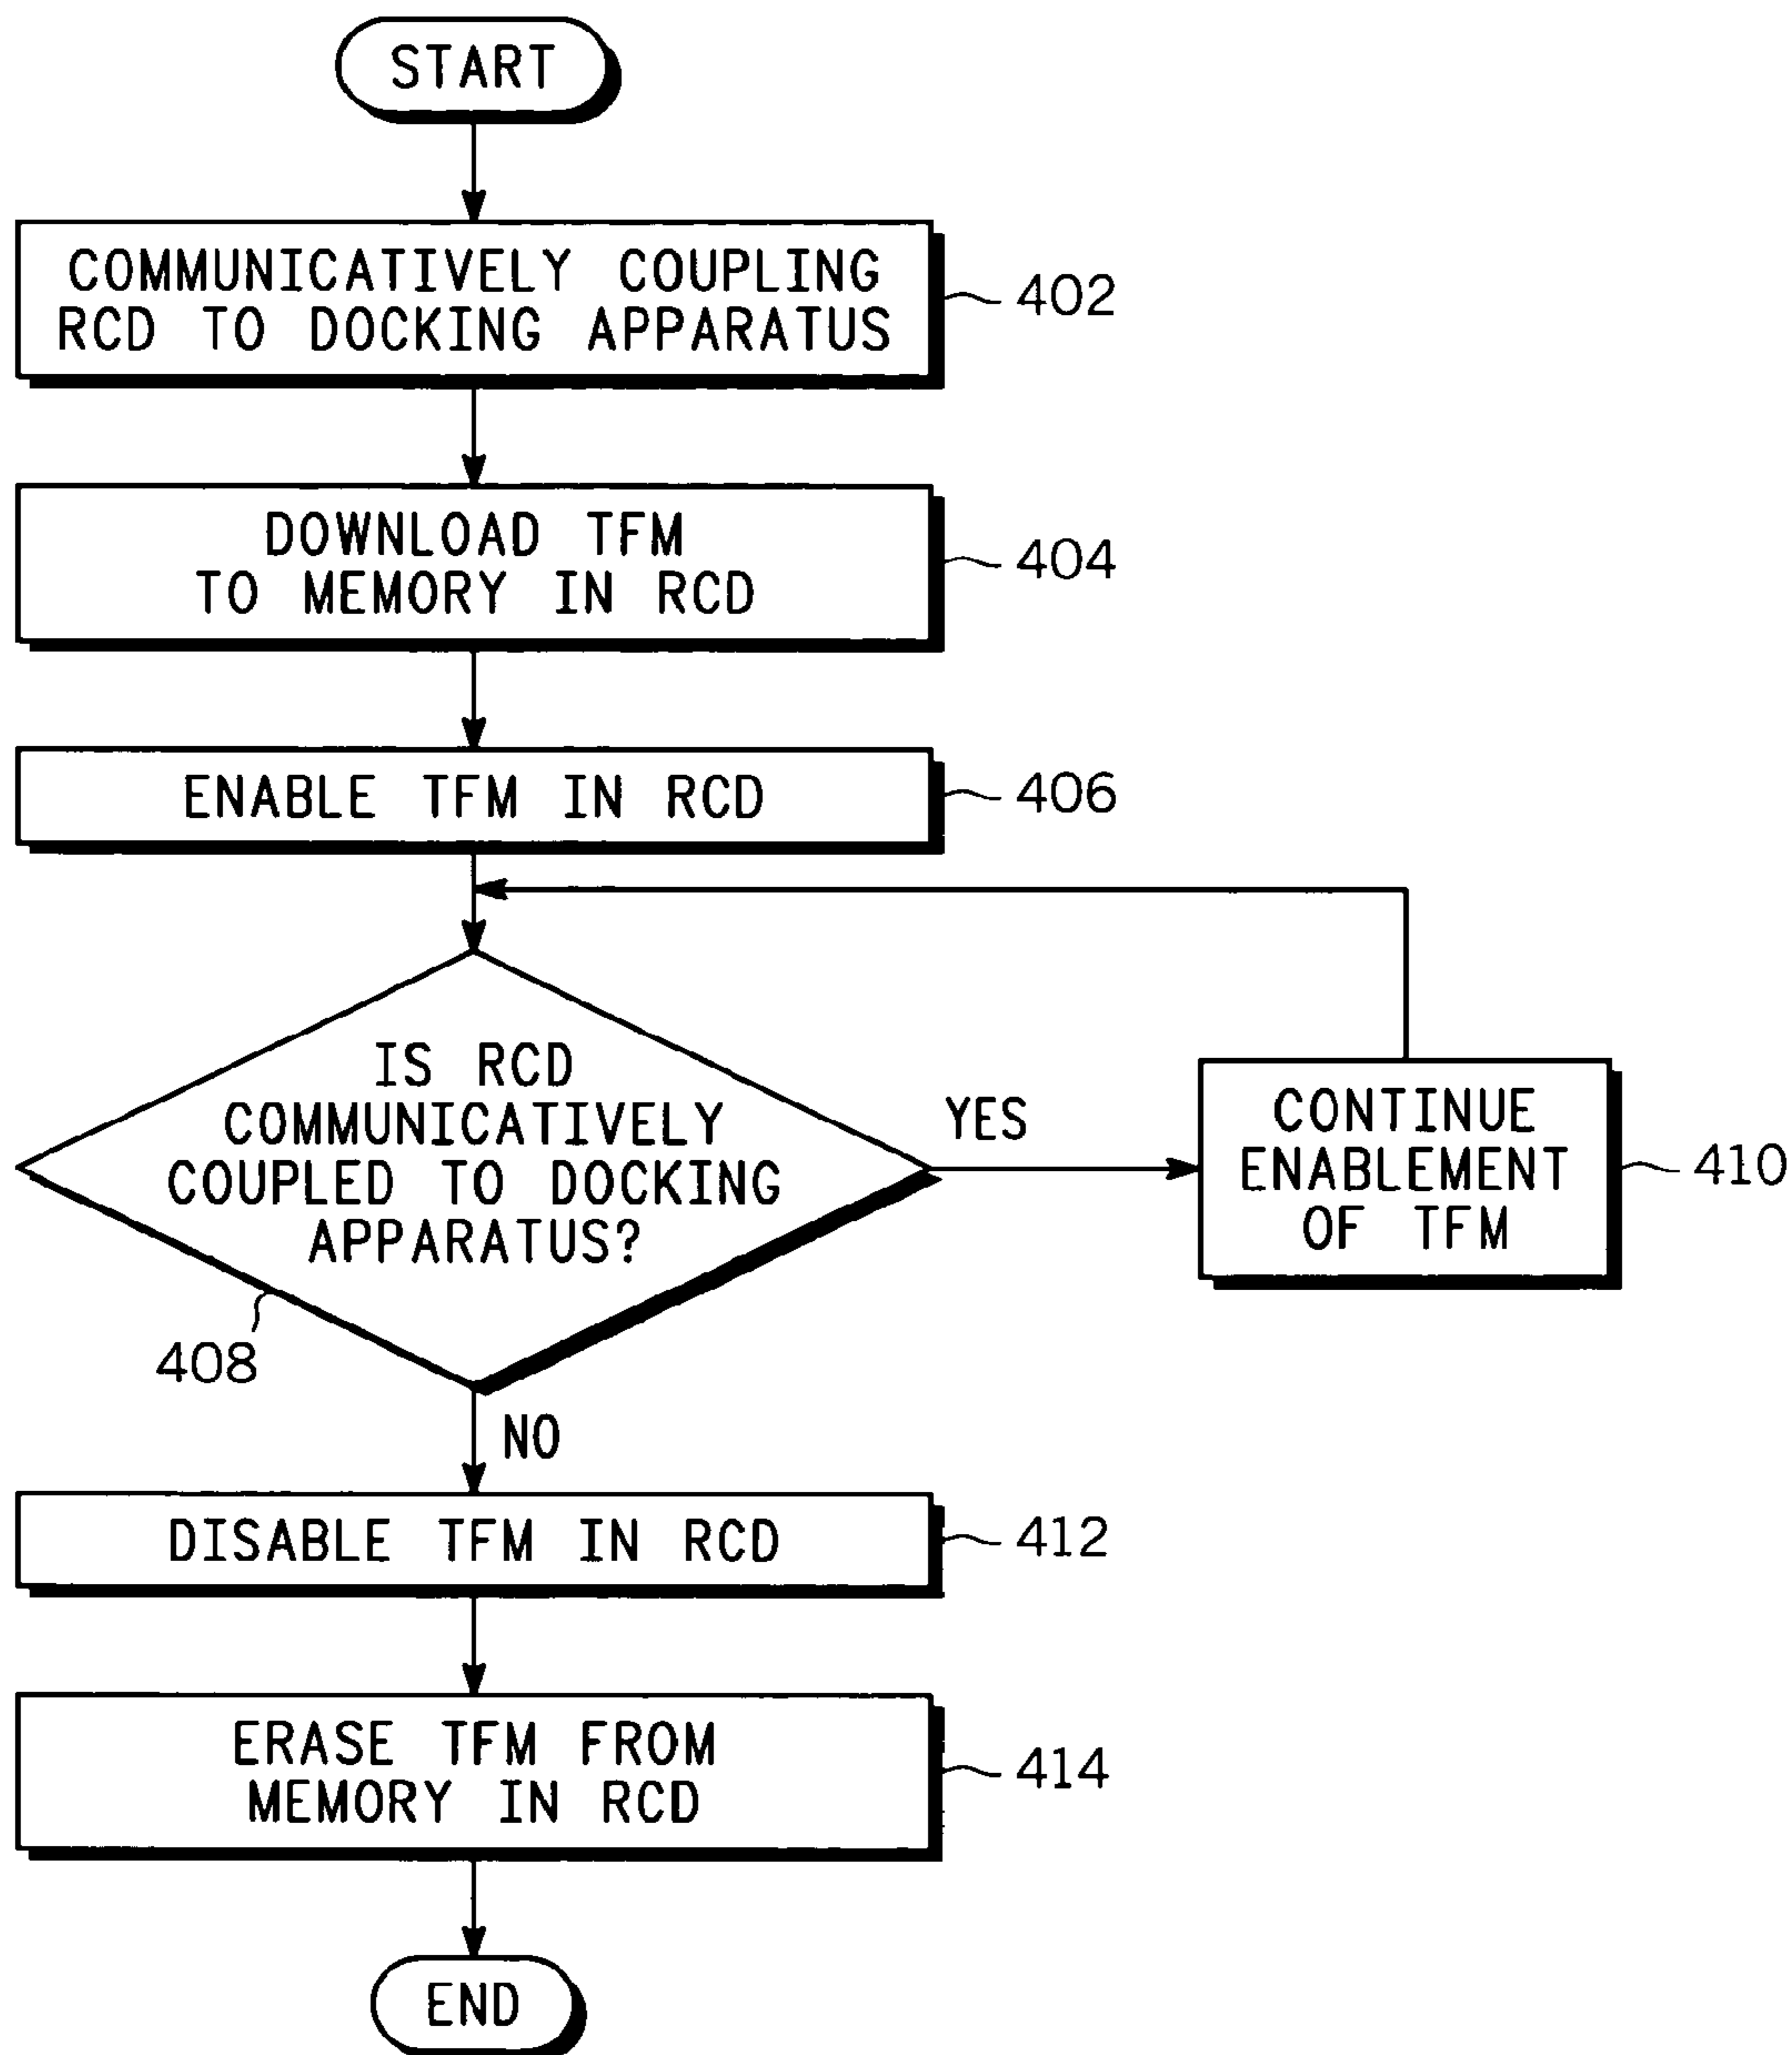 START
COMMUNICATIVELY COUPLING
RCD TO DOCKING APPARATUS
402
DOWNLOAD TFM
TO MEMORY IN RCD
404
ENABLE TFM IN RCD
406
IS RCD
COMMUNICATIVELY
COUPLED TO DOCKING
APPARATUS?
408
YES
CONTINUE
ENABLEMENT
OF TFM
410
NO
DISABLE TFM IN RCD
412
ERASE TFM FROM
MEMORY IN RCD
414
END